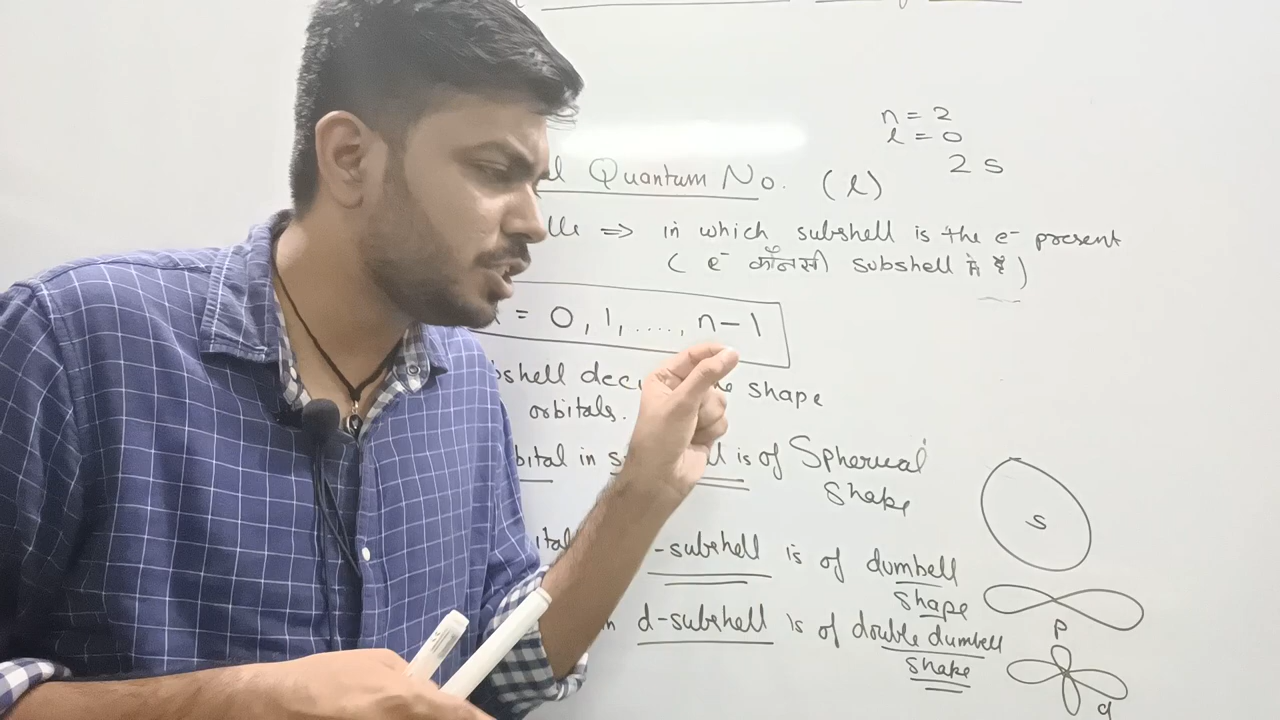 n = 2
l = 0
2 s
Quantum No. (l)
⇒ in which subshell is the e⁻ present
( e⁻ कौनसी subshell में है )
= 0, 1, ...., n-1
shape
orbitals.
in is of Spherical
shape
-subshell is of dumbell
shape
d-subshell is of double dumbell
shape
s
p
d